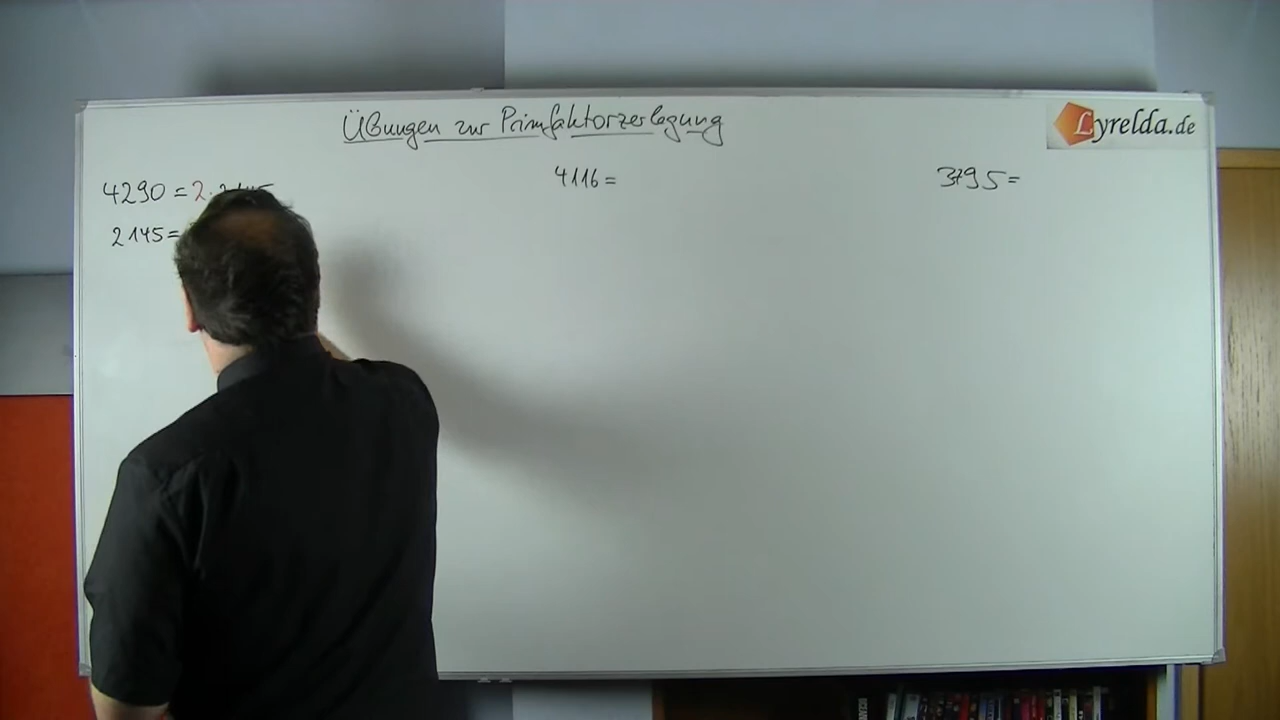 Übungen zur Primfaktorzerlegung
Lyrelda.de
4290 = 2 · 2145
4116 =
3795 =
2145 =